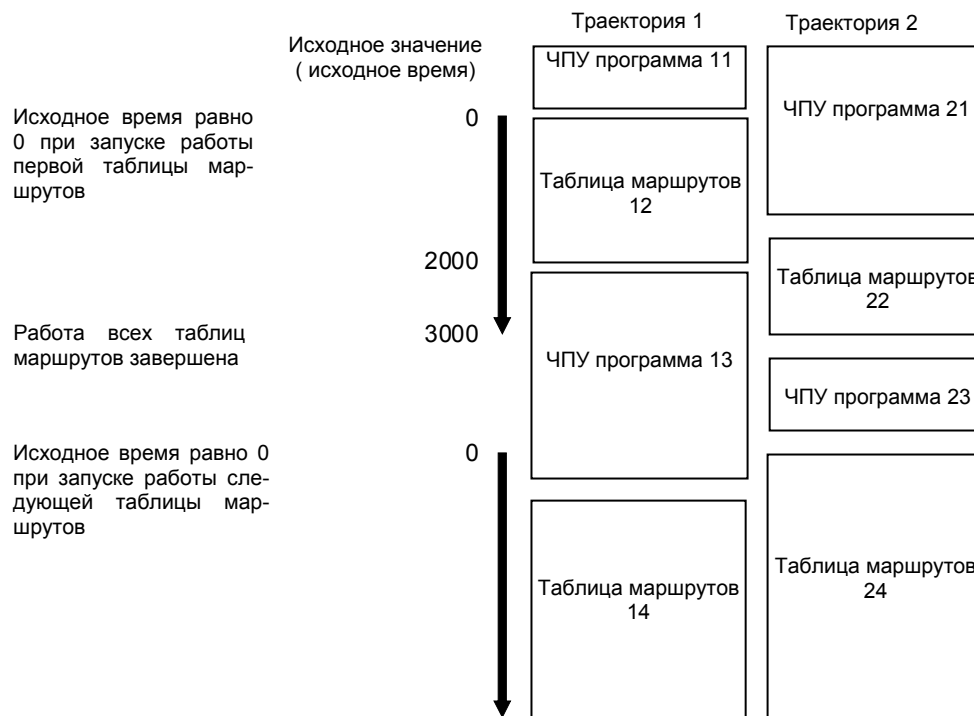 Траектория 1
Траектория 2
Исходное значение
( исходное время)
ЧПУ программа 11
ЧПУ программа 21
Исходное время равно
0 при запуске работы
первой таблицы мар-
шрутов
0
Таблица маршрутов
12
2000
Таблица маршрутов
22
Работа всех таблиц
маршрутов завершена
3000
ЧПУ программа 13
ЧПУ программа 23
Исходное время равно 0
при запуске работы сле-
дующей таблицы мар-
шрутов
0
Таблица маршрутов
14
Таблица маршрутов
24